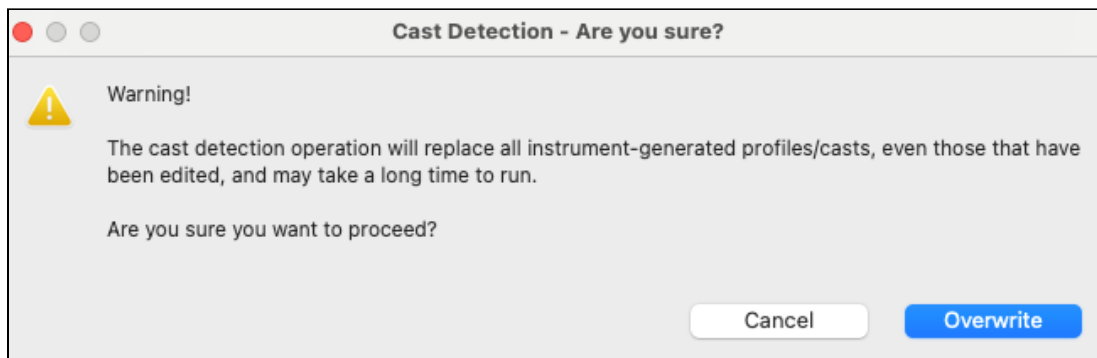 Cast Detection - Are you sure?
Warning!
The cast detection operation will replace all instrument-generated profiles/casts, even those that have
been edited, and may take a long time to run.
Are you sure you want to proceed?
Cancel
Overwrite